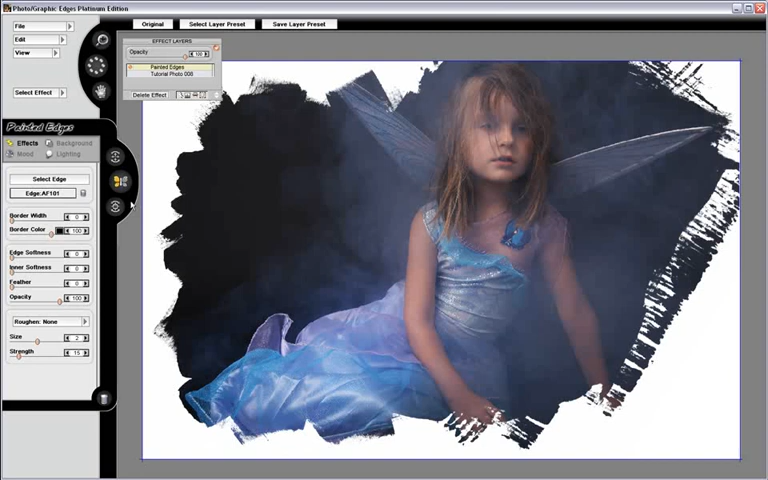 Photo/Graphic Edges Platinum Edition
File
Edit
View
Select Effect
Original
Select Layer Preset
Save Layer Preset
EFFECT LAYERS
Opacity 100
Painted Edges
Tutorial Photo 008
Delete Effect
Painted Edges
Effects Background
Mood Lighting
Select Edge
Edge:AF101
Border Width 0
Border Color 100
Edge Softness 0
Inner Softness 0
Feather 0
Opacity 100
Roughen: None
Size 2
Strength 15